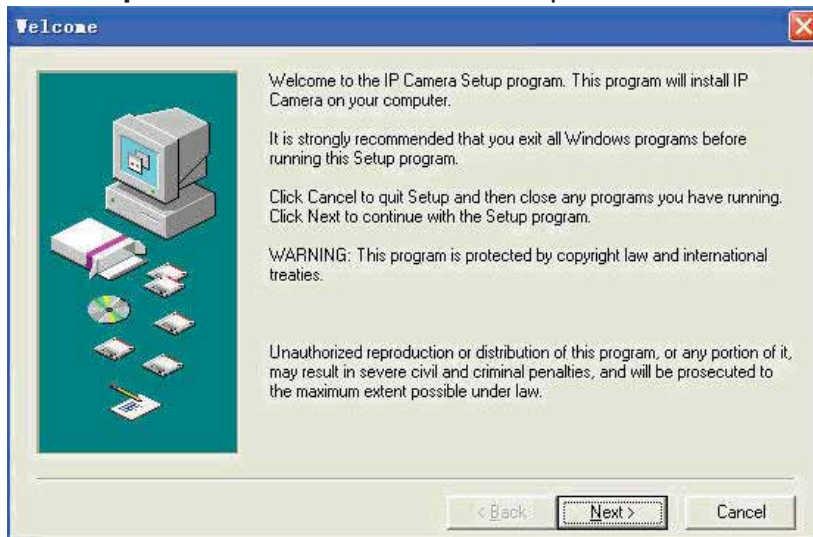 Welcome
Welcome to the IP Camera Setup program. This program will install IP
Camera on your computer.
It is strongly recommended that you exit all Windows programs before
running this Setup program.
Click Cancel to quit Setup and then close any programs you have running.
Click Next to continue with the Setup program.
WARNING: This program is protected by copyright law and international
treaties.
Unauthorized reproduction or distribution of this program, or any portion of it,
may result in severe civil and criminal penalties, and will be prosecuted to
the maximum extent possible under law.
< Back Next > Cancel